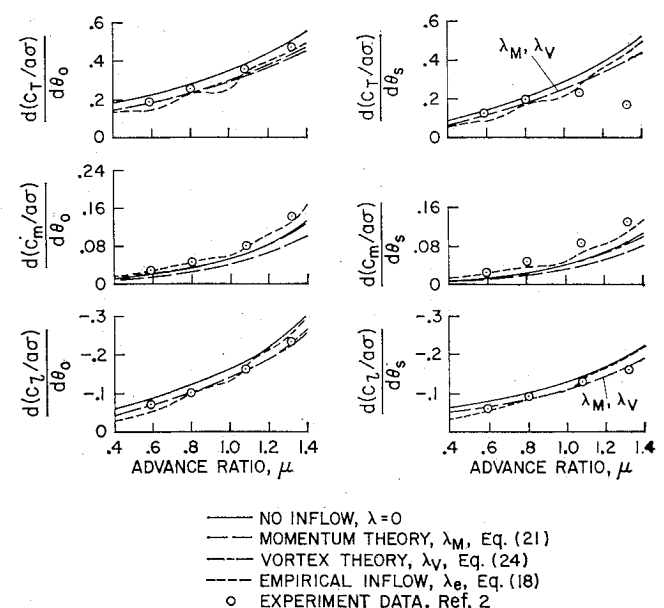 d(C_T/aσ)
dθ_o
.6
.4
.2
0
d(C_T/aσ)
dθ_s
.6
.4
.2
0
λ_M, λ_V
d(C_m/aσ)
dθ_o
.24
.16
.08
0
d(C_m/aσ)
dθ_s
.16
.08
0
d(C_l/aσ)
dθ_o
-.3
-.2
-.1
0
.4 .6 .8 1.0 1.2 1.4
ADVANCE RATIO, μ
d(C_l/aσ)
dθ_s
-.3
-.2
-.1
0
λ_M, λ_V
.4 .6 .8 1.0 1.2 1.4
ADVANCE RATIO, μ
NO INFLOW, λ=0
MOMENTUM THEORY, λ_M, Eq. (21)
VORTEX THEORY, λ_V, Eq. (24)
EMPIRICAL INFLOW, λ_e, Eq. (18)
EXPERIMENT DATA, Ref. 2